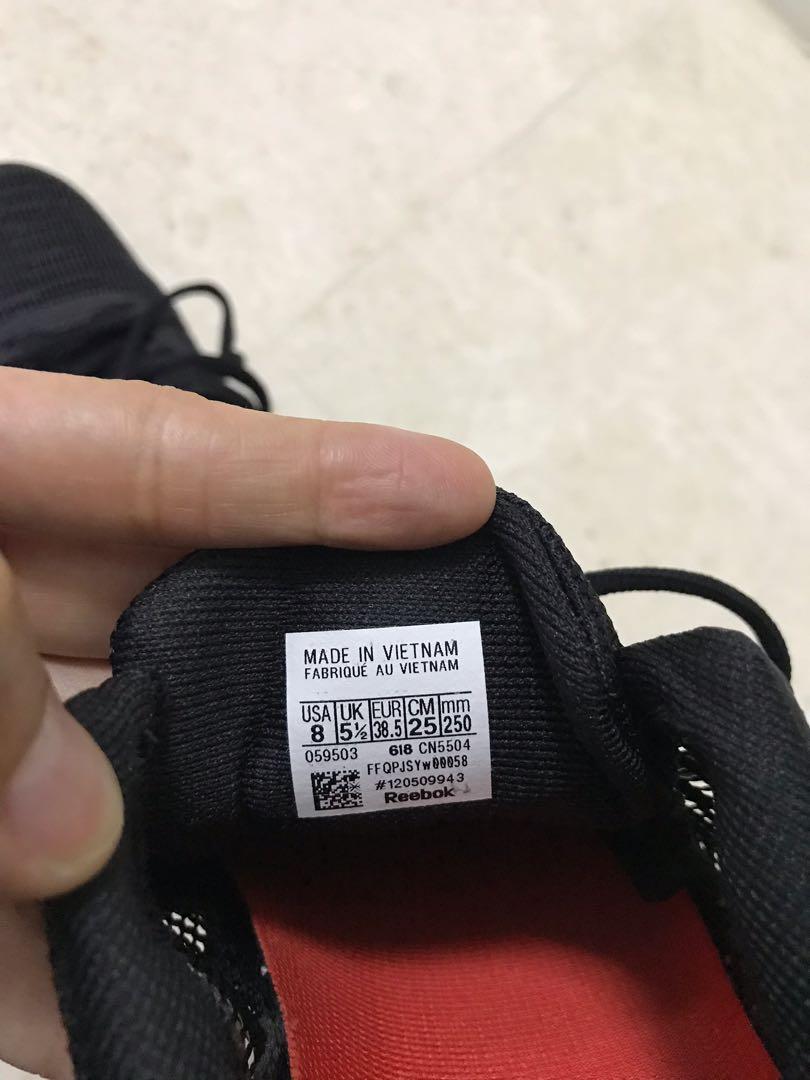 MADE IN VIETNAM
FABRIQUÉ AU VIETNAM
USA UK EUR CM mm
8 5½ 38.5 25 250
059503 618 CN5504
FFQPJSYw00058
#120509943
Reebok